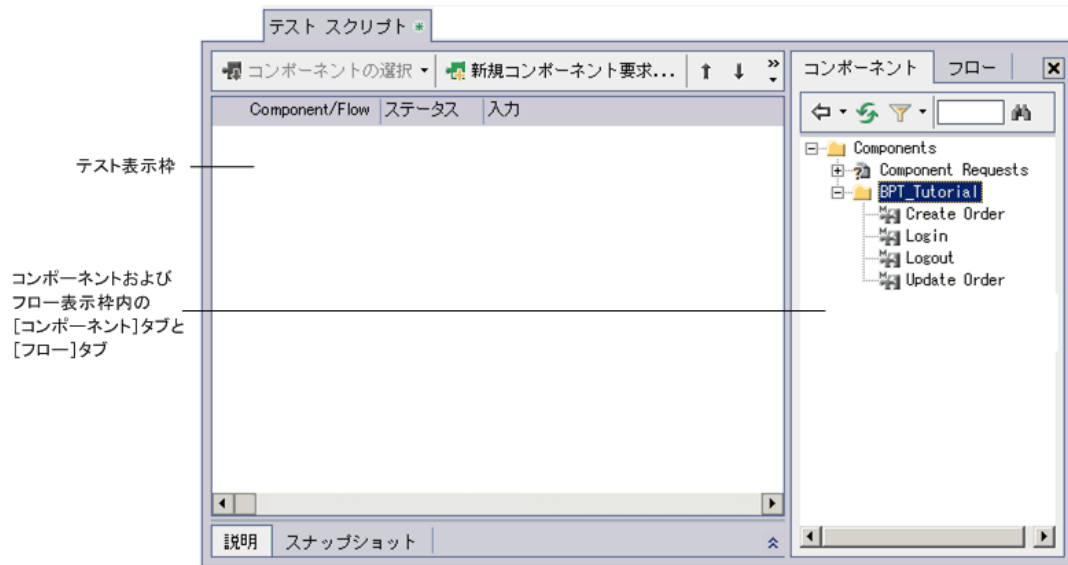 テスト スクリプト *
コンポーネントの選択
新規コンポーネント要求...
コンポーネント
フロー
Component/Flow
ステータス
入力
Components
Component Requests
BPT_Tutorial
Create Order
Login
Logout
Update Order
テスト表示枠
コンポーネントおよび
フロー表示枠内の
[コンポーネント]タブと
[フロー]タブ
説明
スナップショット